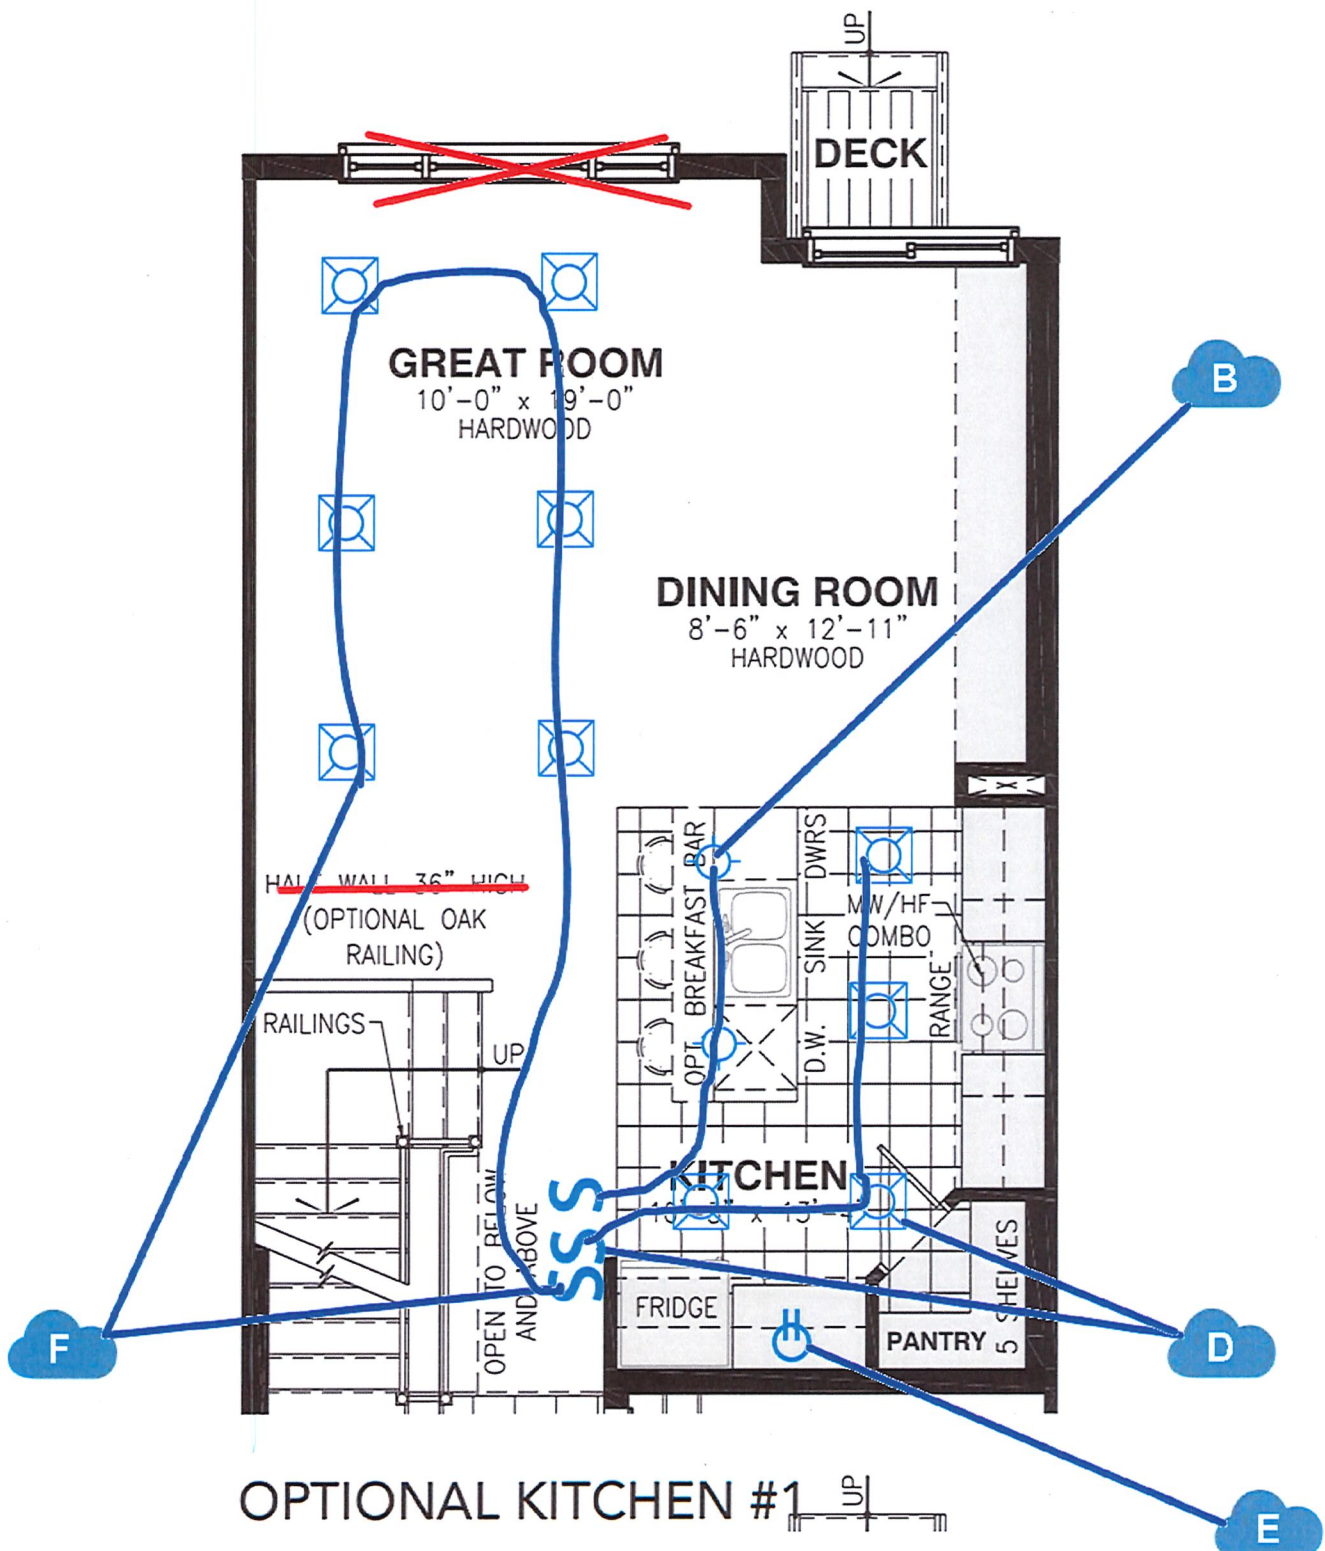 UP
DECK
GREAT ROOM
10'-0" x 19'-0"
HARDWOOD
B
DINING ROOM
8'-6" x 12'-11"
HARDWOOD
HALF WALL 36" HIGH
(OPTIONAL OAK
RAILING)
RAILINGS
UP
OPEN TO BELOW
AND ABOVE
OPT BREAKFAST BAR
D.W. SINK DWRS
MW/HF
COMBO
RANGE
KITCHEN
S
S
S
FRIDGE
PANTRY
5 SHELVES
F
D
E
OPTIONAL KITCHEN #1
UP